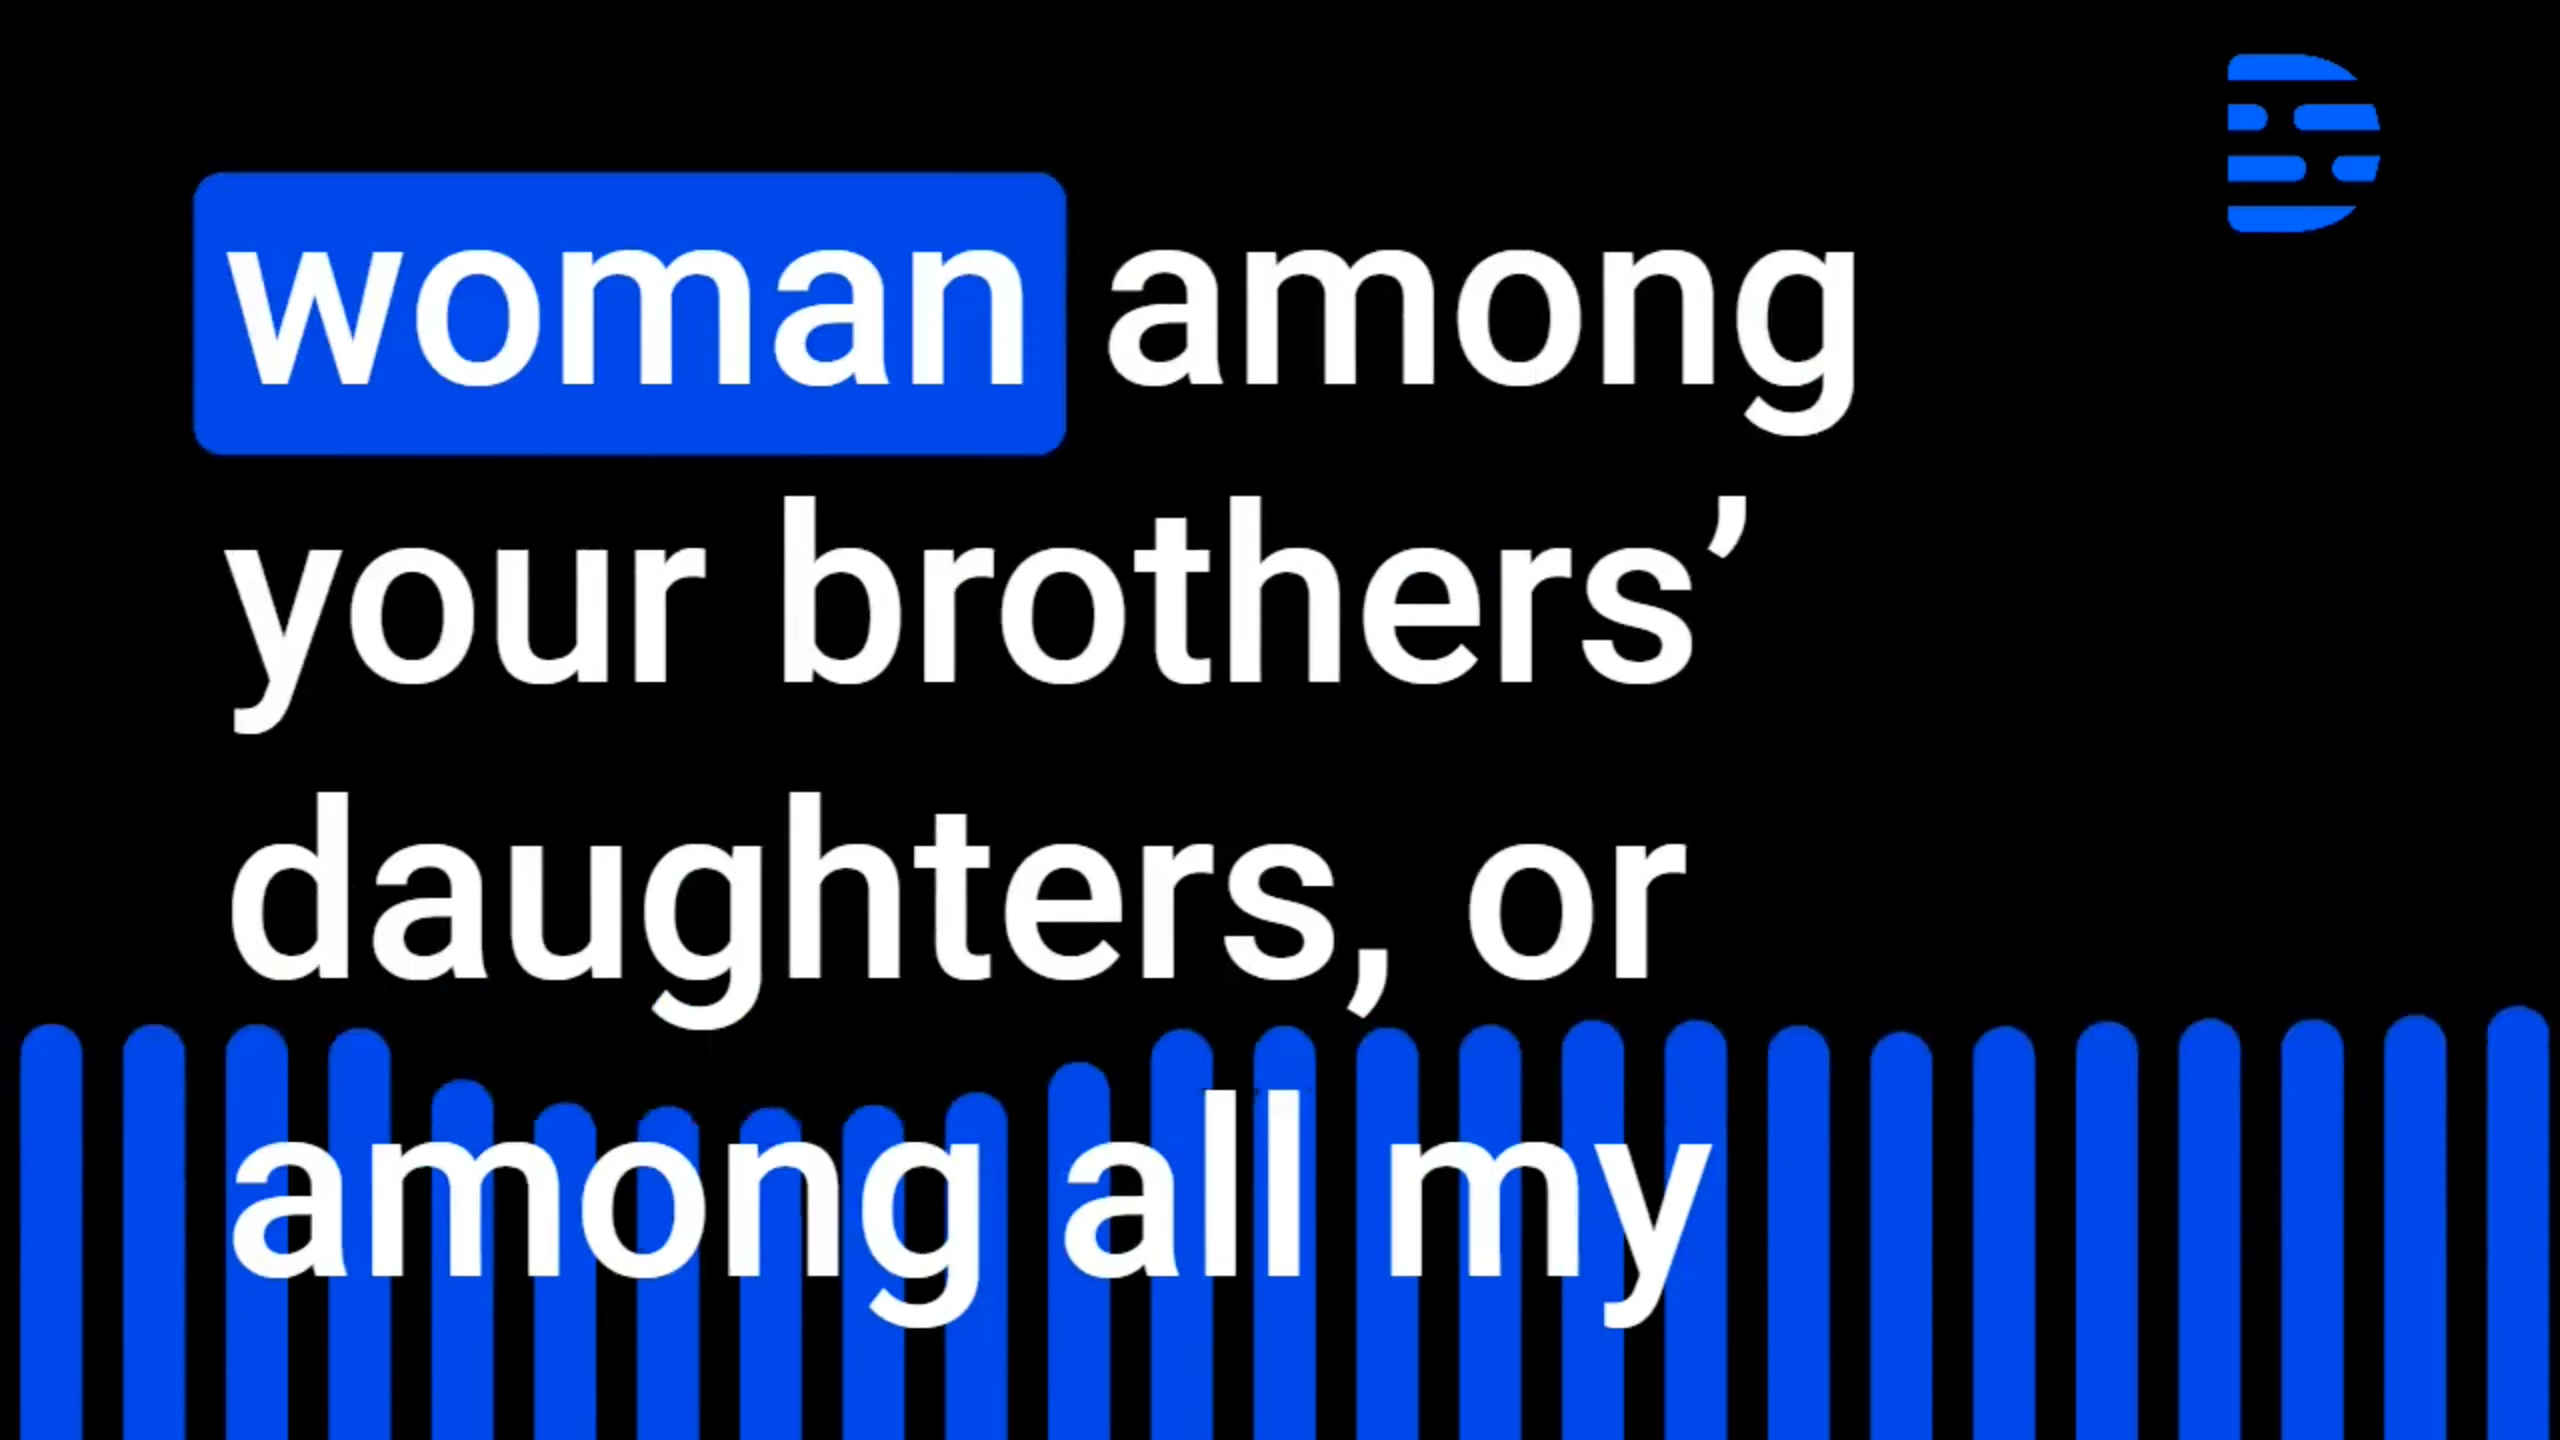 woman among
your brothers’
daughters, or
among all my